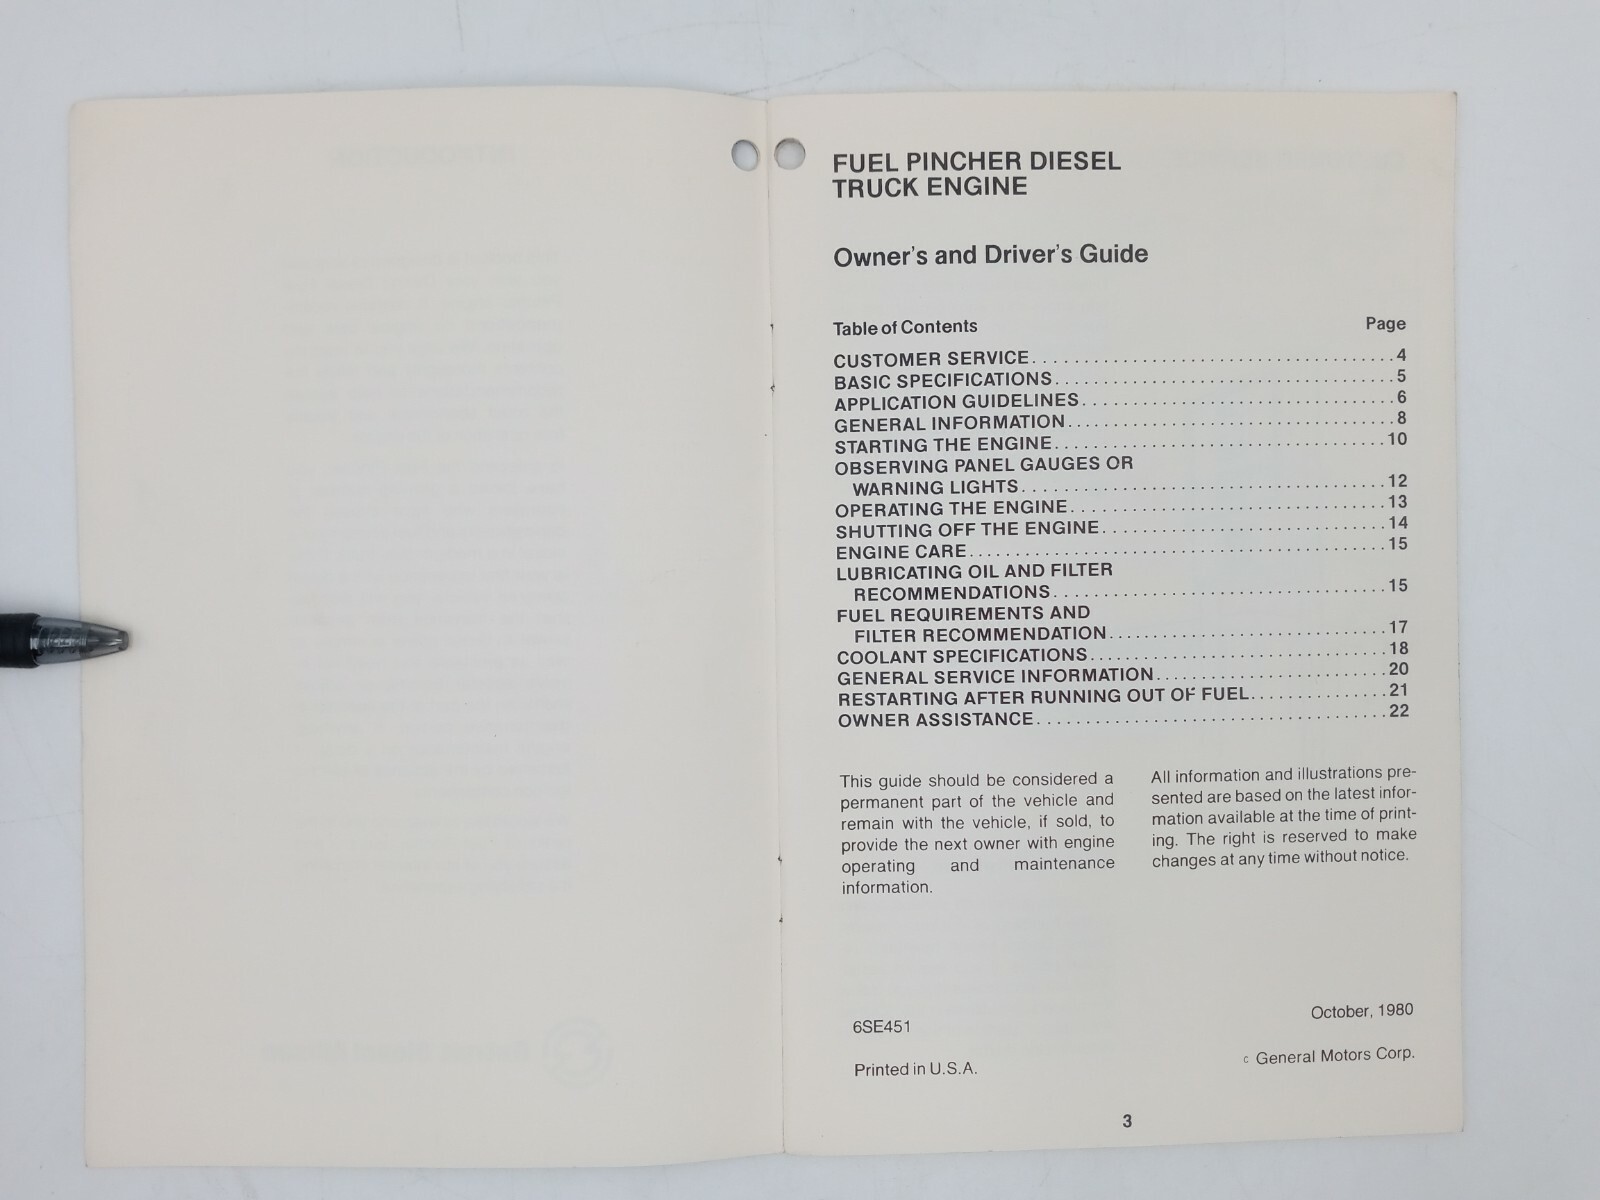 FUEL PINCHER DIESEL
TRUCK ENGINE
Owner's and Driver's Guide
Table of Contents Page
CUSTOMER SERVICE. . . . . . . . . . . . . . . . . . . . . . . . . . . . . . . . . . . 4
BASIC SPECIFICATIONS. . . . . . . . . . . . . . . . . . . . . . . . . . . . . . . . . 5
APPLICATION GUIDELINES. . . . . . . . . . . . . . . . . . . . . . . . . . . . . . 6
GENERAL INFORMATION. . . . . . . . . . . . . . . . . . . . . . . . . . . . . . . . 8
STARTING THE ENGINE. . . . . . . . . . . . . . . . . . . . . . . . . . . . . . . . 10
OBSERVING PANEL GAUGES OR
WARNING LIGHTS. . . . . . . . . . . . . . . . . . . . . . . . . . . . . . . . . . . 12
OPERATING THE ENGINE. . . . . . . . . . . . . . . . . . . . . . . . . . . . . . 13
SHUTTING OFF THE ENGINE. . . . . . . . . . . . . . . . . . . . . . . . . . . 14
ENGINE CARE. . . . . . . . . . . . . . . . . . . . . . . . . . . . . . . . . . . . . . . . 15
LUBRICATING OIL AND FILTER
RECOMMENDATIONS. . . . . . . . . . . . . . . . . . . . . . . . . . . . . . . . 15
FUEL REQUIREMENTS AND
FILTER RECOMMENDATION. . . . . . . . . . . . . . . . . . . . . . . . . . 17
COOLANT SPECIFICATIONS. . . . . . . . . . . . . . . . . . . . . . . . . . . . 18
GENERAL SERVICE INFORMATION. . . . . . . . . . . . . . . . . . . . . . 20
RESTARTING AFTER RUNNING OUT OF FUEL. . . . . . . . . . . . . 21
OWNER ASSISTANCE. . . . . . . . . . . . . . . . . . . . . . . . . . . . . . . . . 22
This guide should be considered a
permanent part of the vehicle and
remain with the vehicle, if sold, to
provide the next owner with engine
operating and maintenance
information.
All information and illustrations pre-
sented are based on the latest infor-
mation available at the time of print-
ing. The right is reserved to make
changes at any time without notice.
6SE451
October, 1980
Printed in U.S.A.
c General Motors Corp.
3